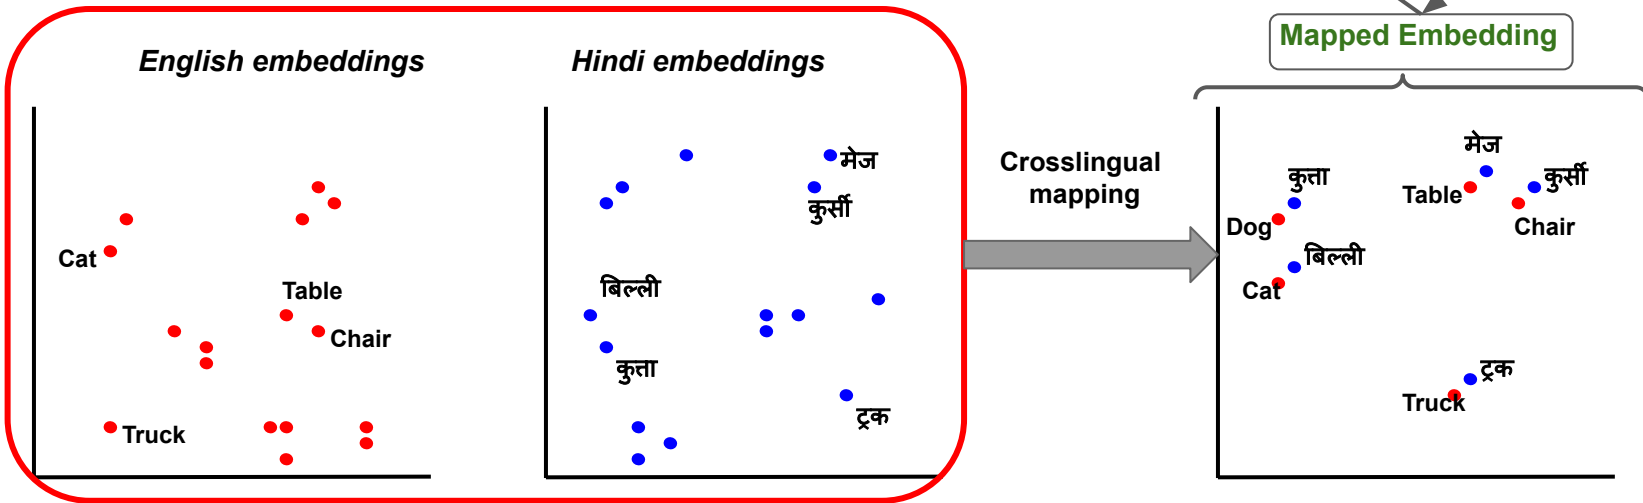 English embeddings
Cat
Table
Chair
Truck
Hindi embeddings
मेज
कुर्सी
बिल्ली
कुत्ता
ट्रक
Crosslingual
mapping
Mapped Embedding
मेज
कुत्ता
कुर्सी
Table
Dog
Chair
बिल्ली
Cat
ट्रक
Truck